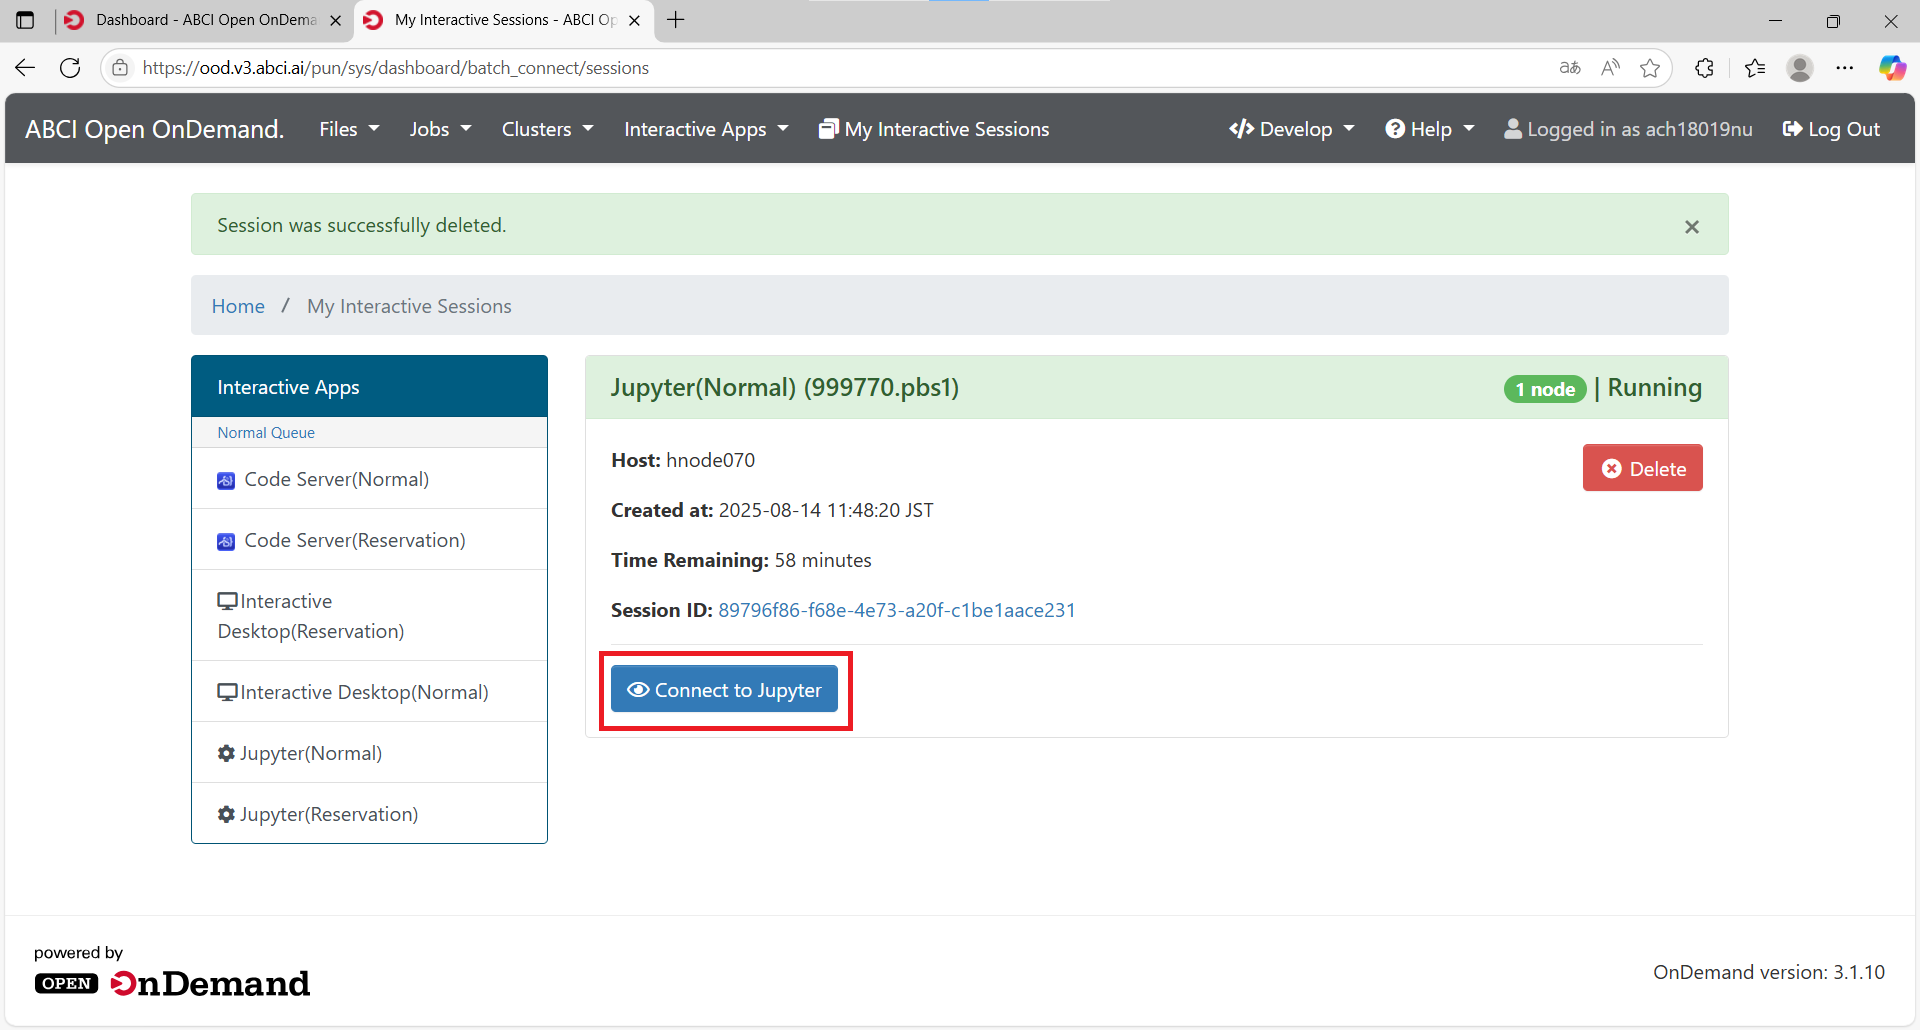 Dashboard - ABCI Open OnDema
My Interactive Sessions - ABCI Op
https://ood.v3.abci.ai/pun/sys/dashboard/batch_connect/sessions
ABCI Open OnDemand. Files Jobs Clusters Interactive Apps My Interactive Sessions Develop Help Logged in as ach18019nu Log Out
Session was successfully deleted.
Home / My Interactive Sessions
Interactive Apps
Normal Queue
Code Server(Normal)
Code Server(Reservation)
Interactive
Desktop(Reservation)
Interactive Desktop(Normal)
Jupyter(Normal)
Jupyter(Reservation)
Jupyter(Normal) (999770.pbs1)
1 node | Running
Host: hnode070
Delete
Created at: 2025-08-14 11:48:20 JST
Time Remaining: 58 minutes
Session ID: 89796f86-f68e-4e73-a20f-c1be1aace231
Connect to Jupyter
powered by
OPEN OnDemand
OnDemand version: 3.1.10